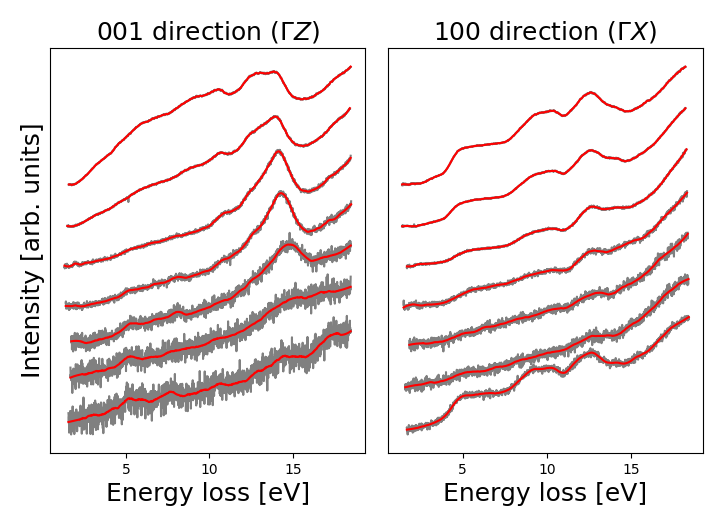 001 direction (ΓZ)
100 direction (ΓX)
Intensity [arb. units]
5 10 15
5 10 15
Energy loss [eV]
Energy loss [eV]